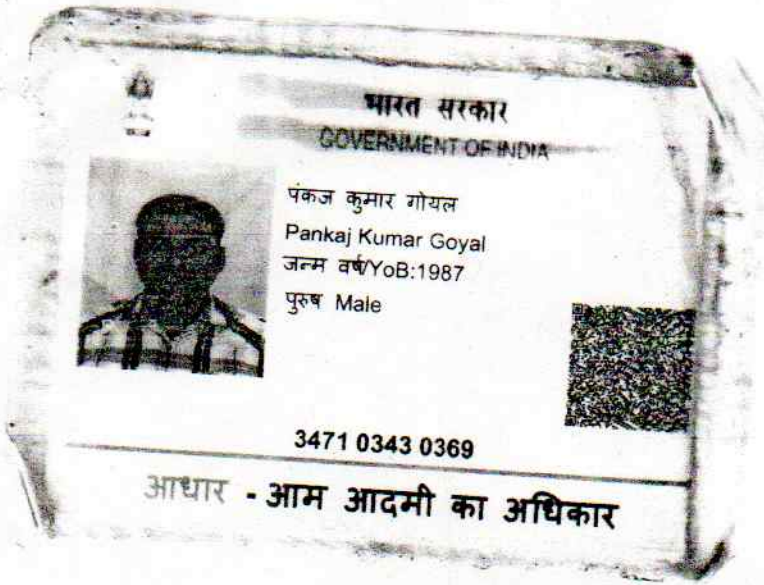 भारत सरकार
GOVERNMENT OF INDIA
पंकज कुमार गोयल
Pankaj Kumar Goyal
जन्म वर्ष/YoB:1987
पुरुष Male
3471 0343 0369
आधार - आम आदमी का अधिकार